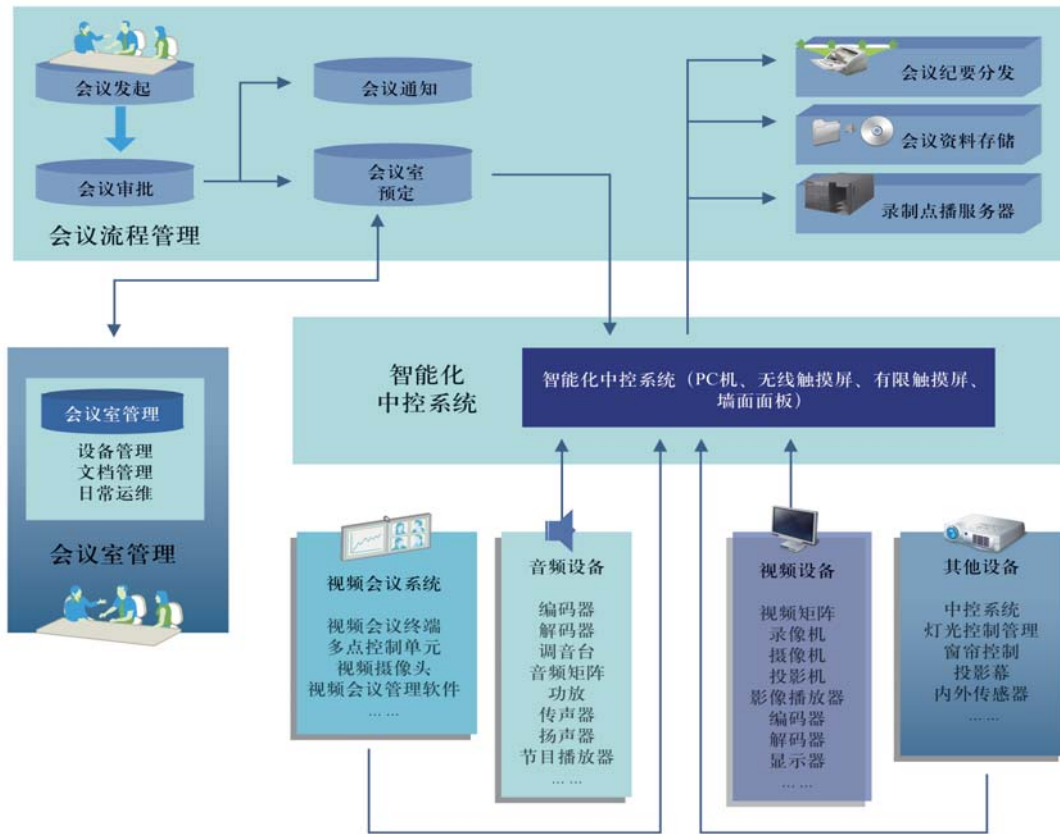 会议发起
会议审批
会议通知
会议室
预定
会议流程管理
会议纪要分发
会议资料存储
录制点播服务器
会议室管理
设备管理
文档管理
日常运维
会议室管理
智能化
中控系统
智能化中控系统（PC机、无线触摸屏、有限触摸屏、
墙面面板）
视频会议系统
视频会议终端
多点控制单元
视频摄像头
视频会议管理软件
… …
音频设备
编码器
解码器
调音台
音频矩阵
功放
传声器
扬声器
节目播放器
… …
视频设备
视频矩阵
录像机
摄像机
投影机
影像播放器
编码器
解码器
显示器
… …
其他设备
中控系统
灯光控制管理
窗帘控制
投影幕
内外传感器
… …